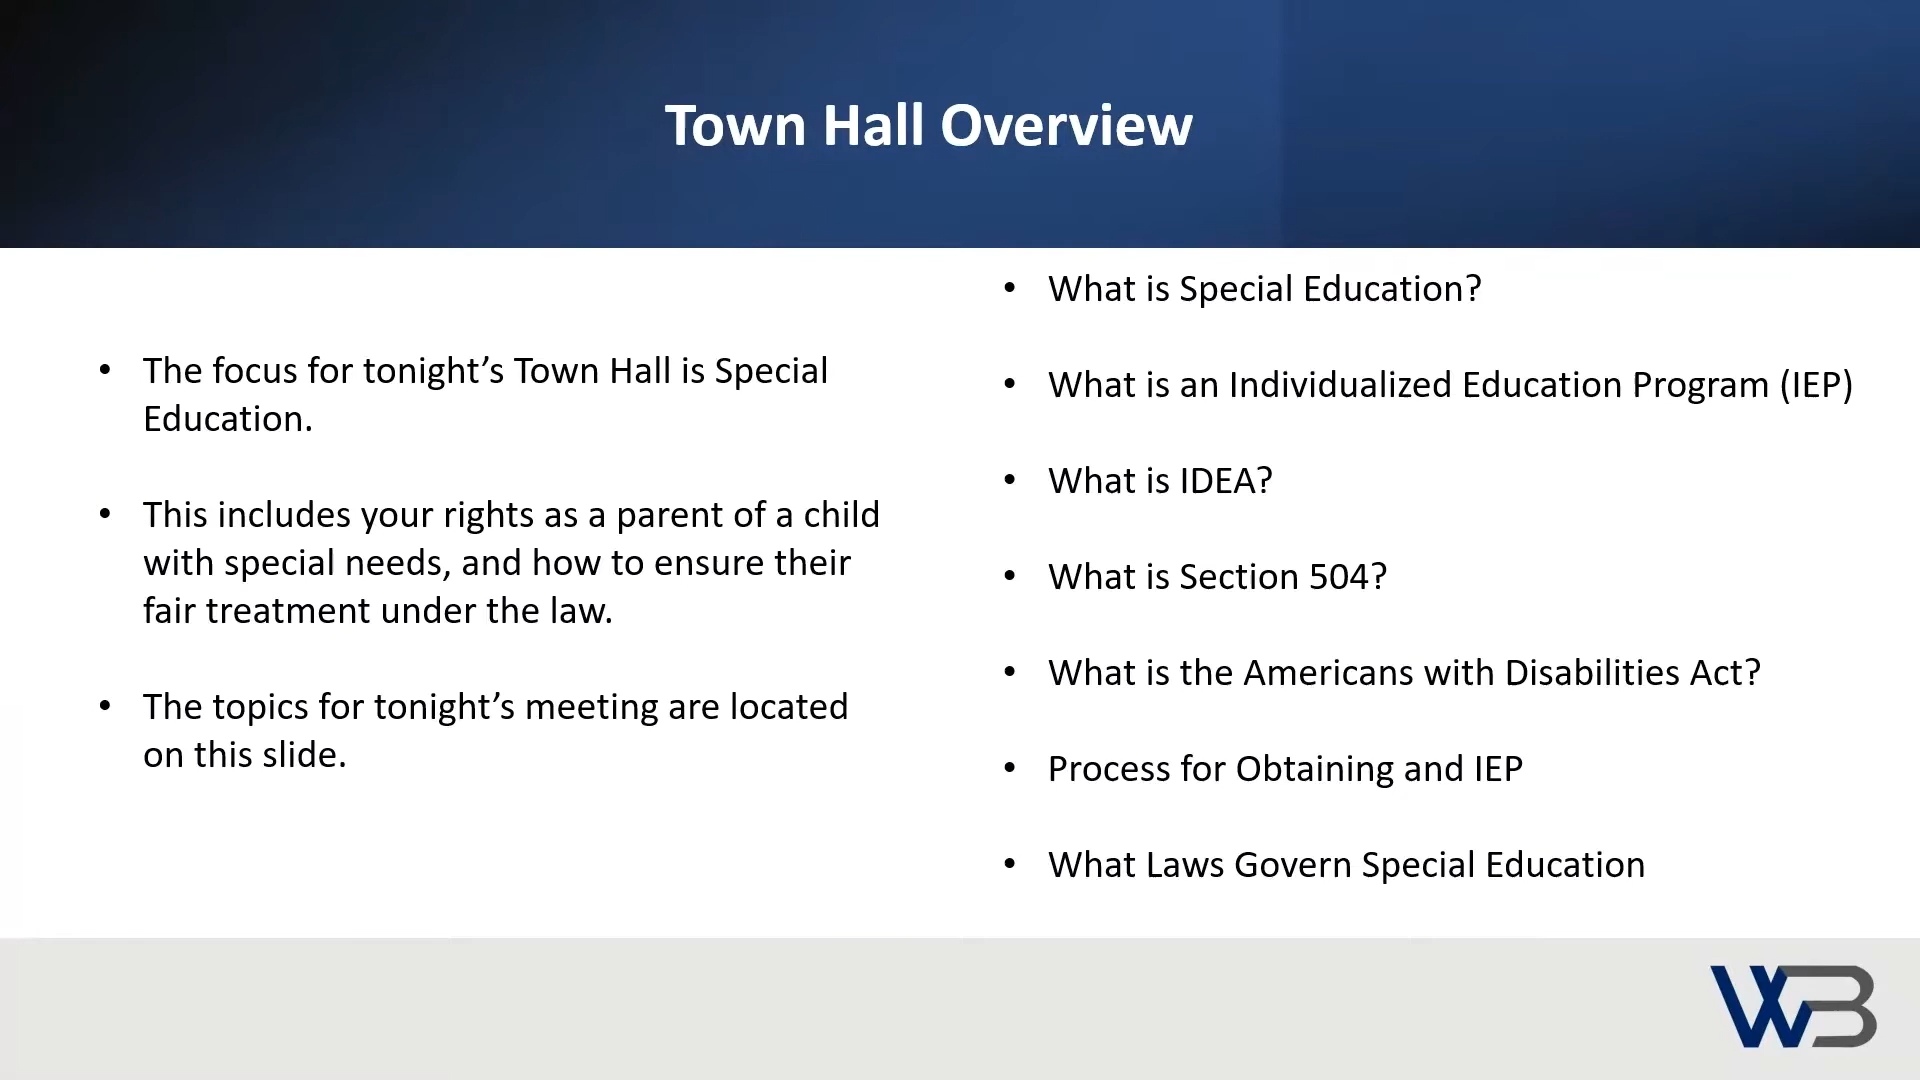 Town Hall Overview
• The focus for tonight’s Town Hall is Special
Education.
• This includes your rights as a parent of a child
with special needs, and how to ensure their
fair treatment under the law.
• The topics for tonight’s meeting are located
on this slide.
• What is Special Education?
• What is an Individualized Education Program (IEP)
• What is IDEA?
• What is Section 504?
• What is the Americans with Disabilities Act?
• Process for Obtaining and IEP
• What Laws Govern Special Education
WB